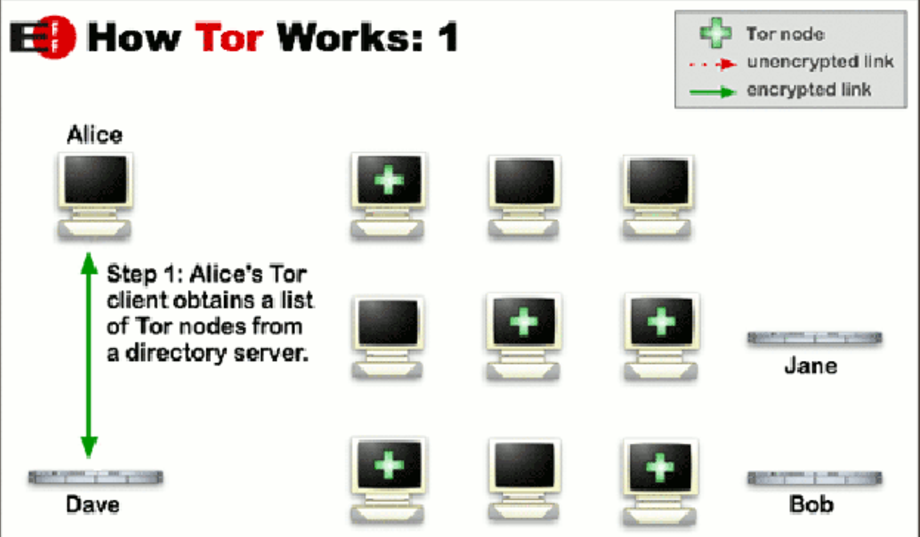 EFF How Tor Works: 1
Tor node
unencrypted link
encrypted link
Alice
Step 1: Alice's Tor
client obtains a list
of Tor nodes from
a directory server.
Jane
Dave
Bob